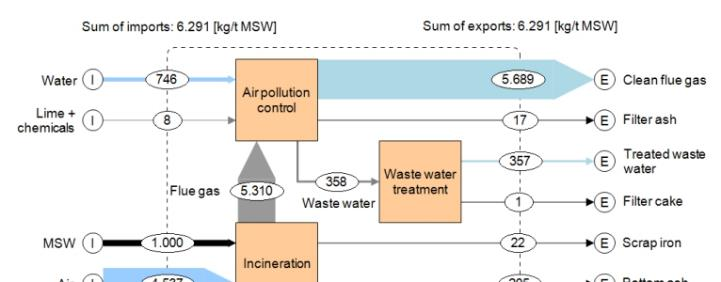 Sum of imports: 6.291 [kg/t MSW]
Sum of exports: 6.291 [kg/t MSW]
Water I 746
Air pollution
control
5.689 E Clean flue gas
Lime +
chemicals I 8
17 E Filter ash
Waste water
treatment
357 E Treated waste
water
Flue gas 5.310
358
Waste water
1 E Filter cake
MSW I 1.000
Incineration
22 E Scrap iron